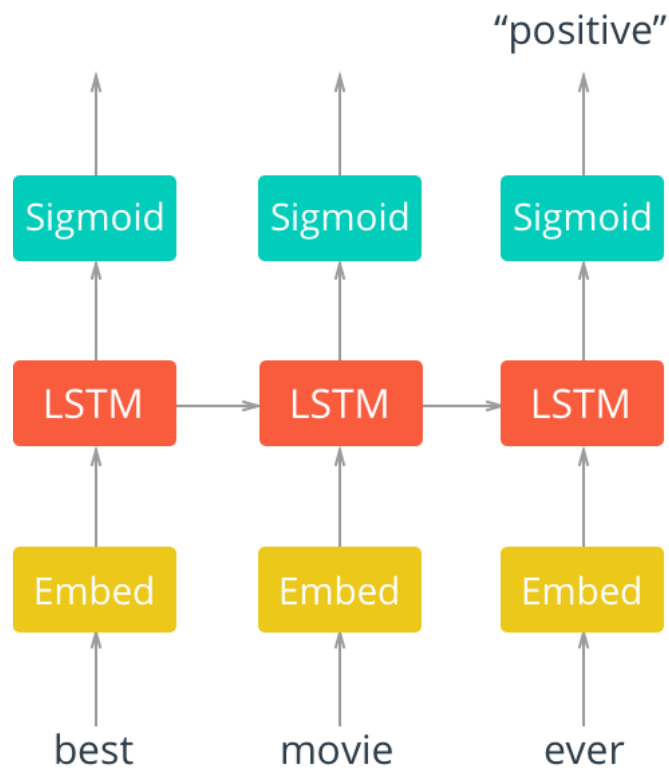 “positive”
Sigmoid Sigmoid Sigmoid
LSTM LSTM LSTM
Embed Embed Embed
best movie ever